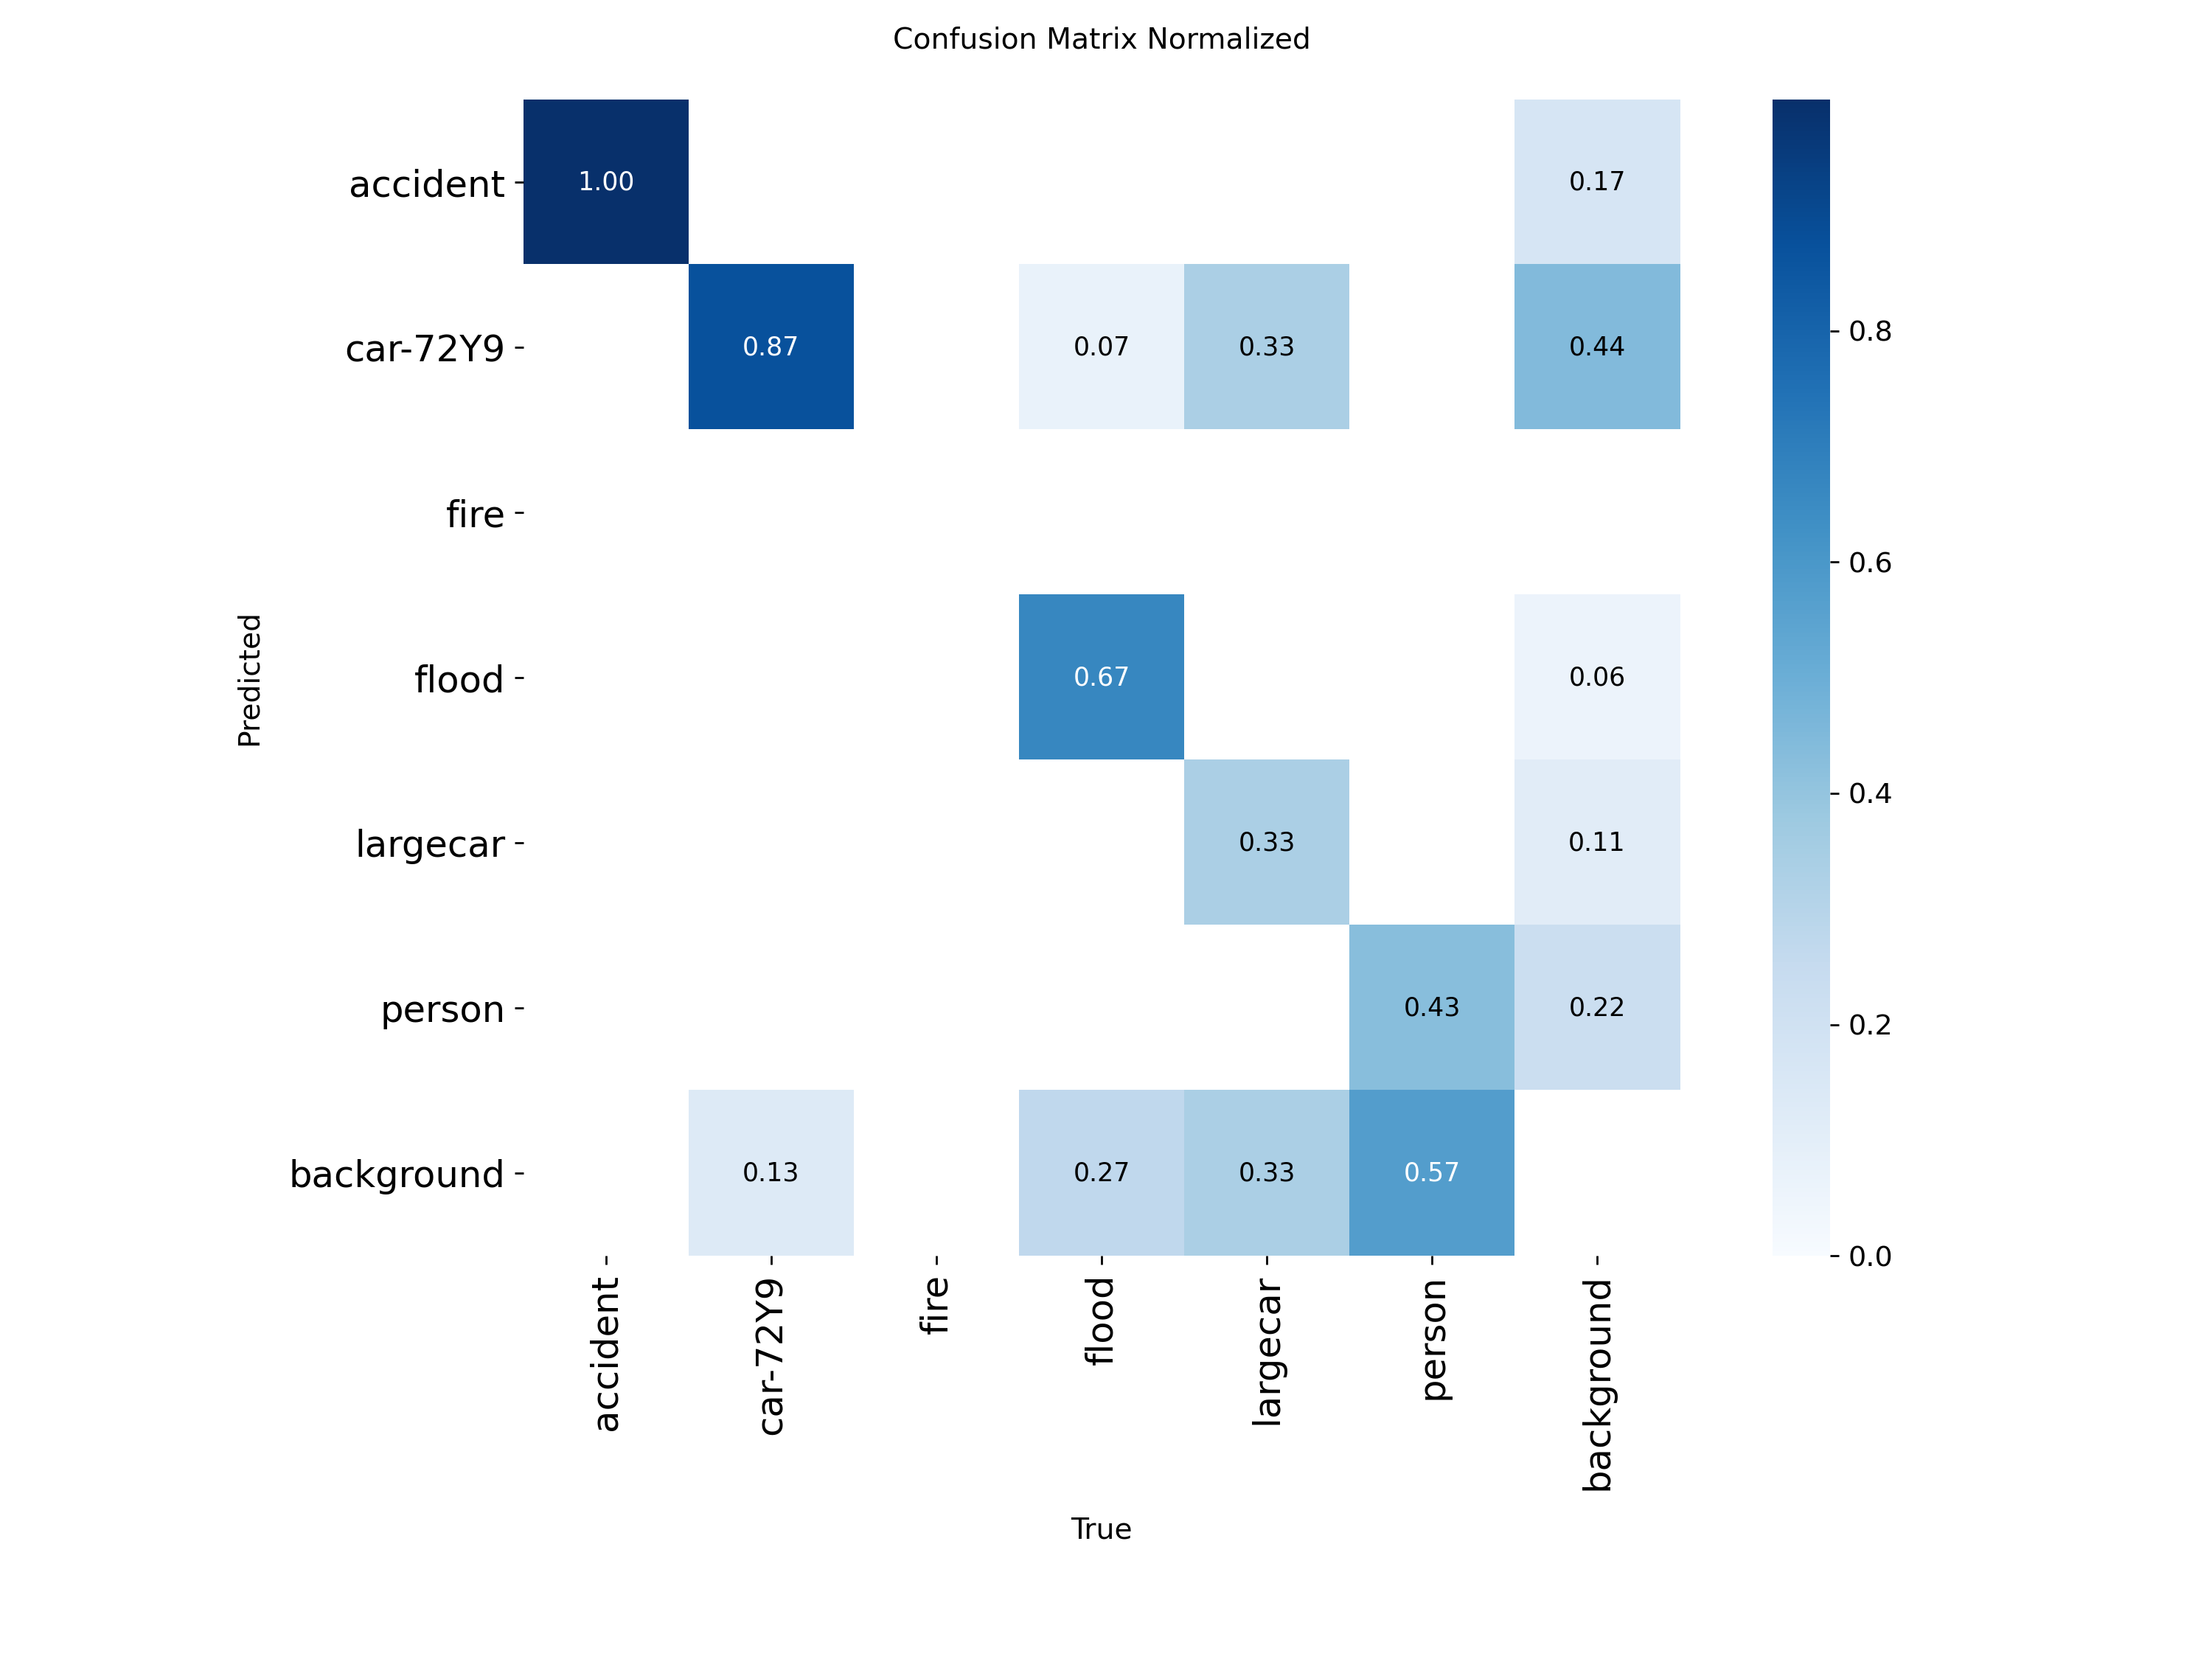 Confusion Matrix Normalized
accident
1.00
0.17
car-72Y9
0.87
0.07
0.33
0.44
fire
flood
0.67
0.06
largecar
0.33
0.11
person
0.43
0.22
background
0.13
0.27
0.33
0.57
Predicted
accident
car-72Y9
fire
flood
largecar
person
background
True
0.8
0.6
0.4
0.2
0.0